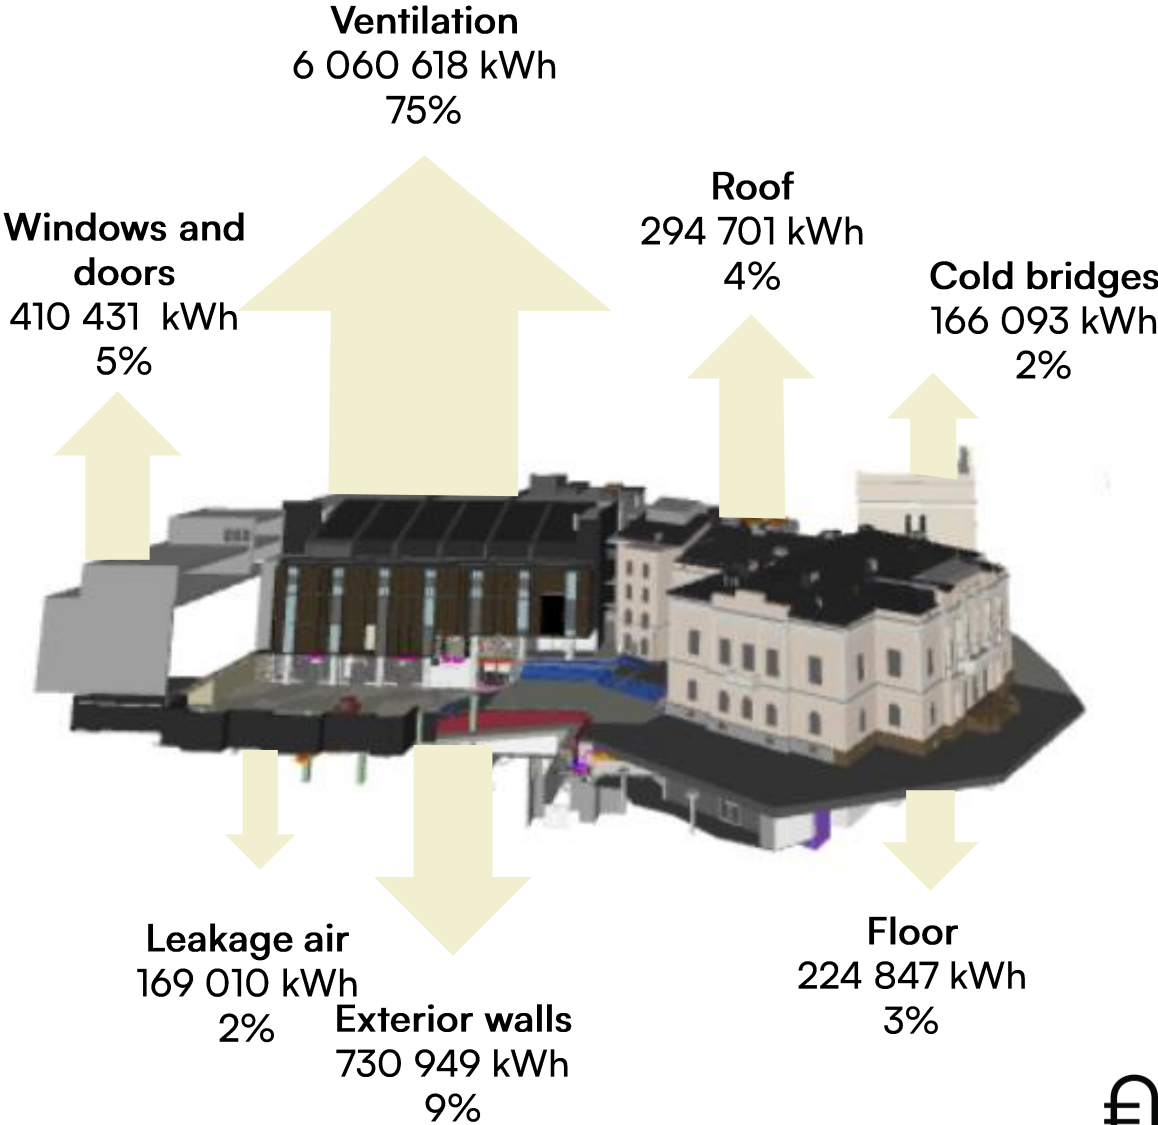 Ventilation
6 060 618 kWh
75%
Windows and
doors
410 431 kWh
5%
Roof
294 701 kWh
4%
Cold bridges
166 093 kWh
2%
Leakage air
169 010 kWh
2%
Exterior walls
730 949 kWh
9%
Floor
224 847 kWh
3%